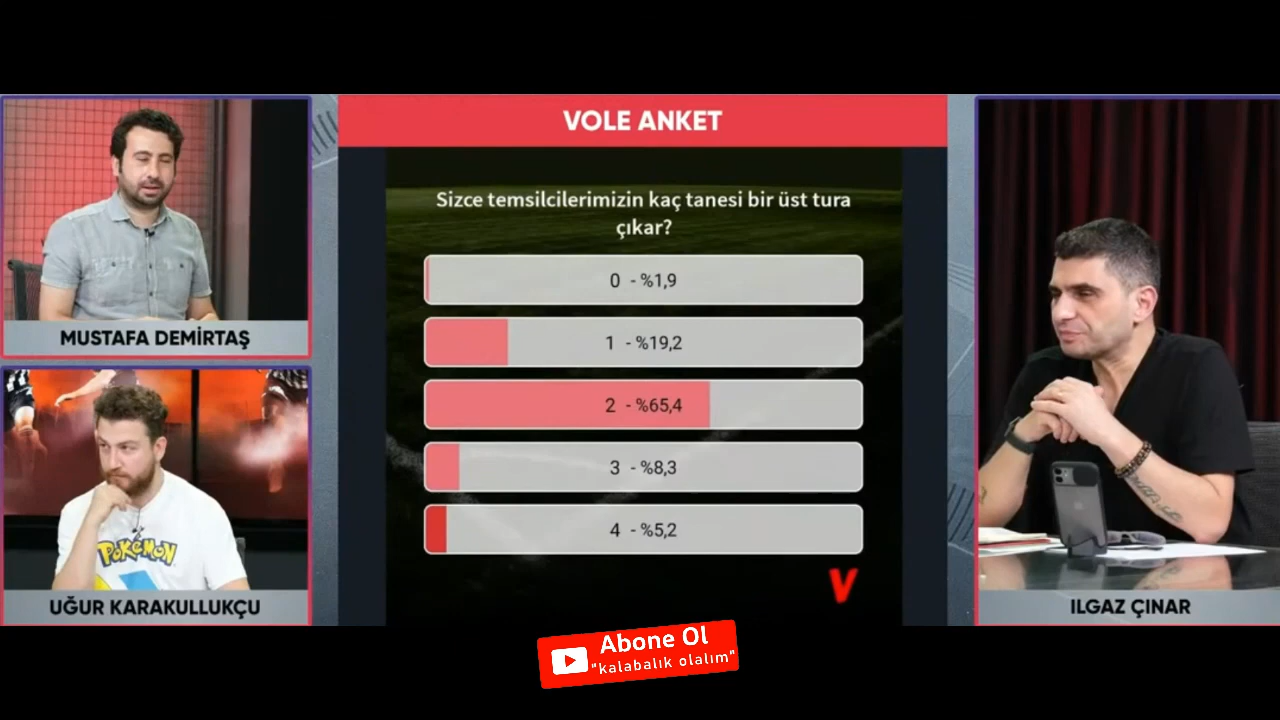 VOLE ANKET
Sizce temsilcilerimizin kaç tanesi bir üst tura
çıkar?
0 - %1,9
1 - %19,2
2 - %65,4
3 - %8,3
4 - %5,2
V
MUSTAFA DEMİRTAŞ
POKéMON
UĞUR KARAKULLUKÇU
ILGAZ ÇINAR
Abone Ol
"kalabalık olalım"